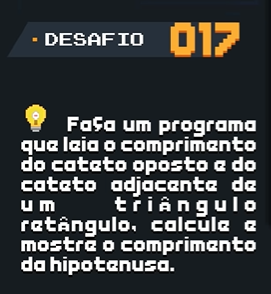 DESAFIO 017
Faça um programa
que leia o comprimento
do cateto oposto e do
cateto adjacente de
um triângulo
retângulo, calcule e
mostre o comprimento
da hipotenusa.